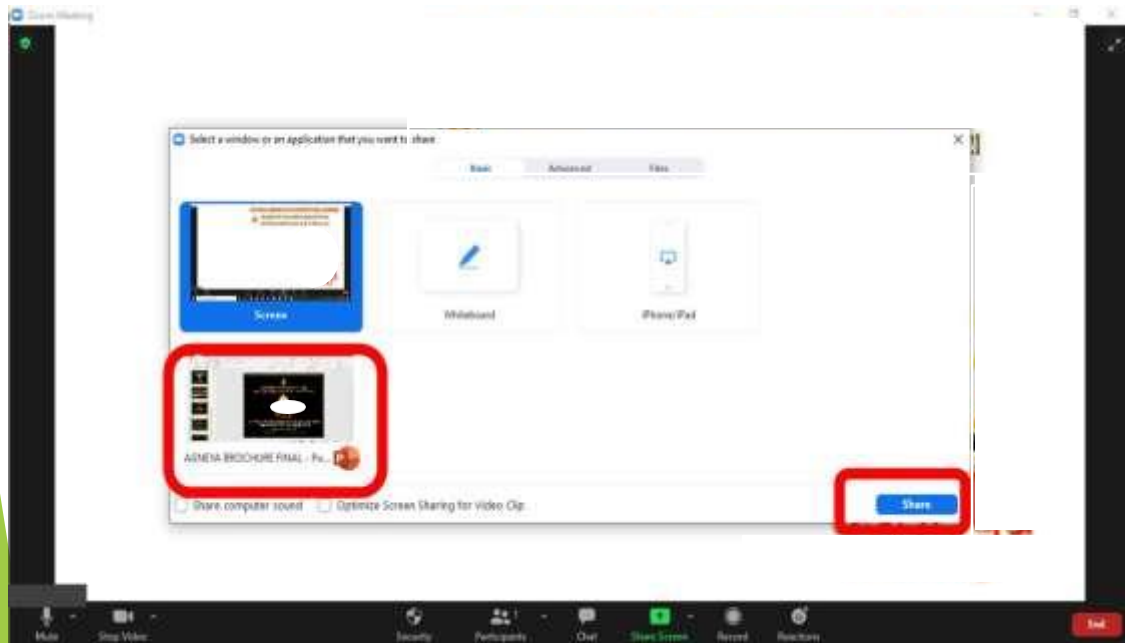 Zoom Meeting
Select a window or an application that you want to share
Basic Advanced Files
Screen
Whiteboard
iPhone/iPad
AGNEYA BROCHURE FINAL - Po...
Share computer sound
Optimize Screen Sharing for Video Clip
Share
Mute
Stop Video
Security
Participants
1
Chat
Share Screen
Record
Reactions
End